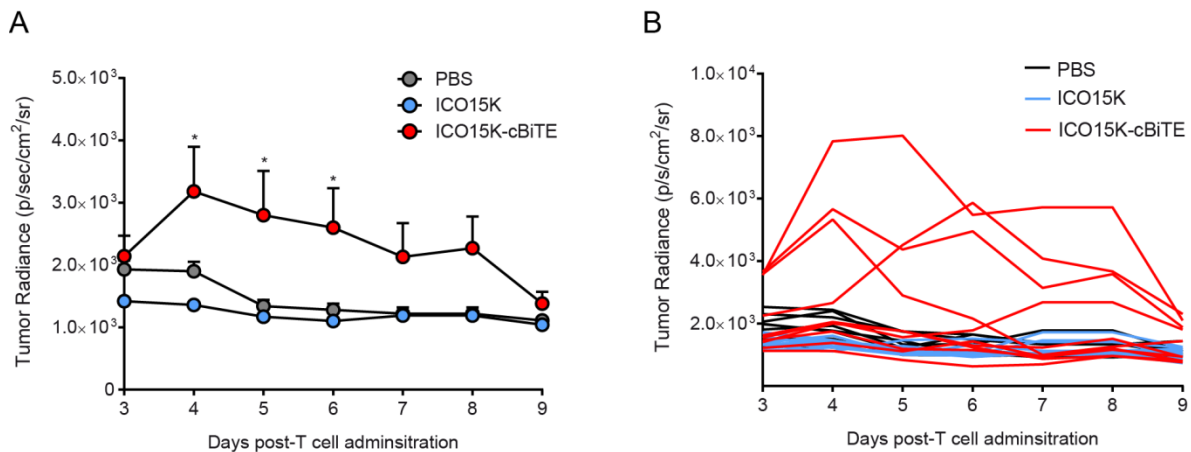 A
Tumor Radiance (p/sec/cm²/sr)
5.0×10³
4.0×10³
3.0×10³
2.0×10³
1.0×10³
0
PBS
ICO15K
ICO15K-cBiTE
*
*
*
3 4 5 6 7 8 9
Days post-T cell adminsitration
B
Tumor Radiance (p/s/cm²/sr)
1.0×10⁴
8.0×10³
6.0×10³
4.0×10³
2.0×10³
PBS
ICO15K
ICO15K-cBiTE
3 4 5 6 7 8 9
Days post-T cell adminsitration